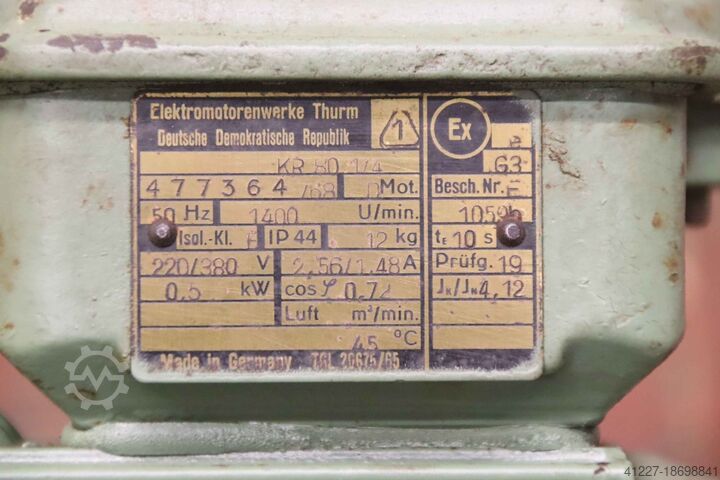 Elektromotorenwerke Thurm
Deutsche Demokratische Republik
1
KR 80 1/4
477364 /68 D Mot.
50 Hz 1400 U/min.
Isol.-Kl. IP 44 12 kg
220/380 V 2,56/1,48 A
0,5 kW cos φ 0,72
Luft m³/min.
45 °C
Ex
e
G3
Besch. Nr. E
1059b
tE 10 s
Prüfg. 19
JK/JN 4,12
Made in Germany TGL 20675/65
41227-18698841